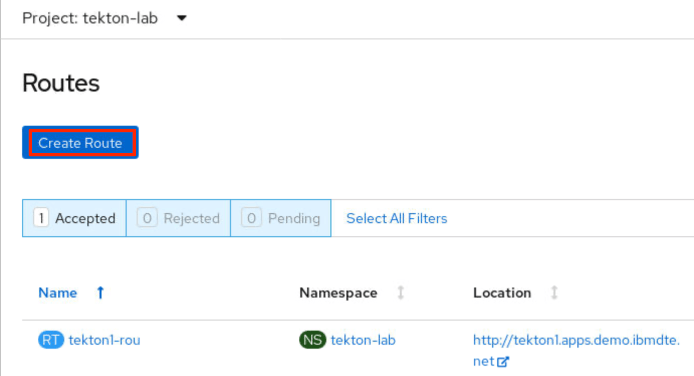 Project: tekton-lab
Routes
Create Route
1 Accepted 0 Rejected 0 Pending Select All Filters
Name Namespace Location
RT tekton1-rou NS tekton-lab http://tekton1.apps.demo.ibmdte.
net